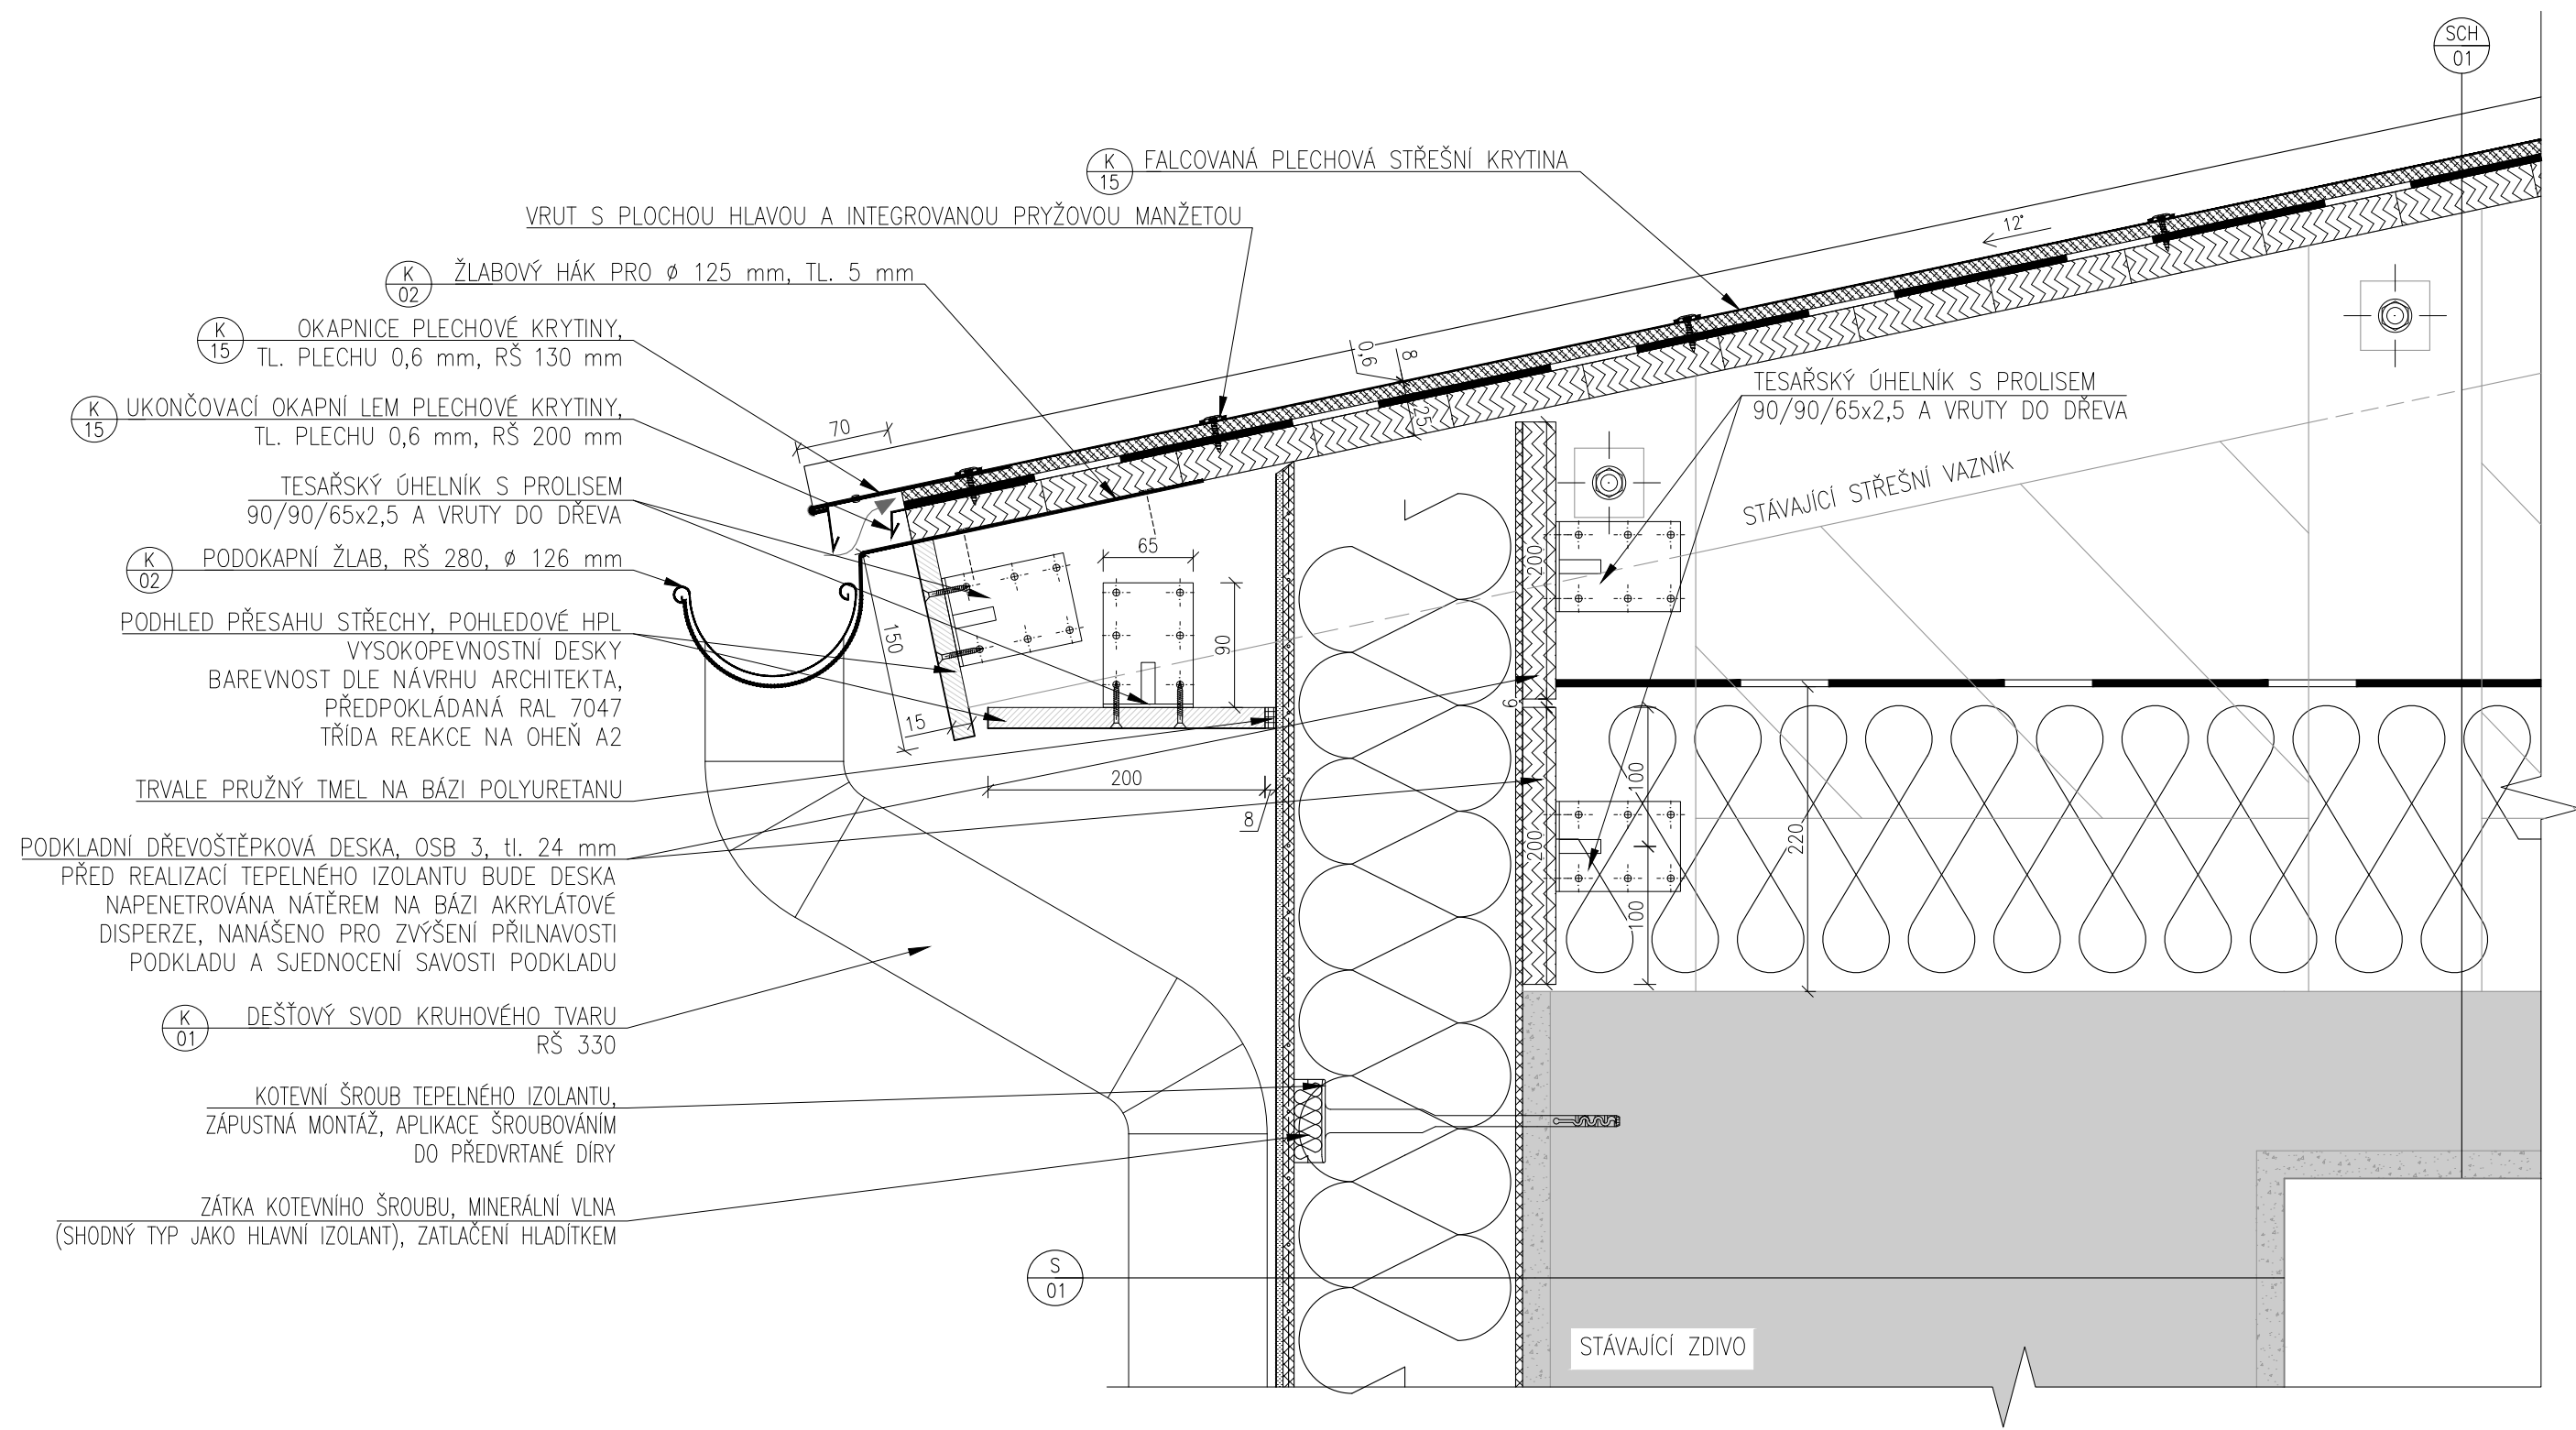 SCH
01
K
15
FALCOVANÁ PLECHOVÁ STŘEŠNÍ KRYTINA
VRUT S PLOCHOU HLAVOU A INTEGROVANOU PRYŽOVOU MANŽETOU
12°
K
02
ŽLABOVÝ HÁK PRO ø 125 mm, TL. 5 mm
K
15
OKAPNICE PLECHOVÉ KRYTINY,
TL. PLECHU 0,6 mm, RŠ 130 mm
0,6
8
25
TESAŘSKÝ ÚHELNÍK S PROLISEM
90/90/65x2,5 A VRUTY DO DŘEVA
K
15
UKONČOVACÍ OKAPNÍ LEM PLECHOVÉ KRYTINY,
TL. PLECHU 0,6 mm, RŠ 200 mm
70
STÁVAJÍCÍ STŘEŠNÍ VAZNÍK
TESAŘSKÝ ÚHELNÍK S PROLISEM
90/90/65x2,5 A VRUTY DO DŘEVA
K
02
PODOKAPNÍ ŽLAB, RŠ 280, ø 126 mm
65
90
200
150
PODHLED PŘESAHU STŘECHY, POHLEDOVÉ HPL
VYSOKOPEVNOSTNÍ DESKY
BAREVNOST DLE NÁVRHU ARCHITEKTA,
PŘEDPOKLÁDANÁ RAL 7047
TŘÍDA REAKCE NA OHEŇ A2
15
6
TRVALE PRUŽNÝ TMEL NA BÁZI POLYURETANU
200
8
100
220
200
100
PODKLADNÍ DŘEVOŠTĚPKOVÁ DESKA, OSB 3, tl. 24 mm
PŘED REALIZACÍ TEPELNÉHO IZOLANTU BUDE DESKA
NAPENETROVÁNA NÁTĚREM NA BÁZI AKRYLÁTOVÉ
DISPERZE, NANÁŠENO PRO ZVÝŠENÍ PŘILNAVOSTI
PODKLADU A SJEDNOCENÍ SAVOSTI PODKLADU
K
01
DEŠŤOVÝ SVOD KRUHOVÉHO TVARU
RŠ 330
KOTEVNÍ ŠROUB TEPELNÉHO IZOLANTU,
ZÁPUSTNÁ MONTÁŽ, APLIKACE ŠROUBOVÁNÍM
DO PŘEDVRTANÉ DÍRY
ZÁTKA KOTEVNÍHO ŠROUBU, MINERÁLNÍ VLNA
(SHODNÝ TYP JAKO HLAVNÍ IZOLANT), ZATLAČENÍ HLADÍTKEM
S
01
STÁVAJÍCÍ ZDIVO